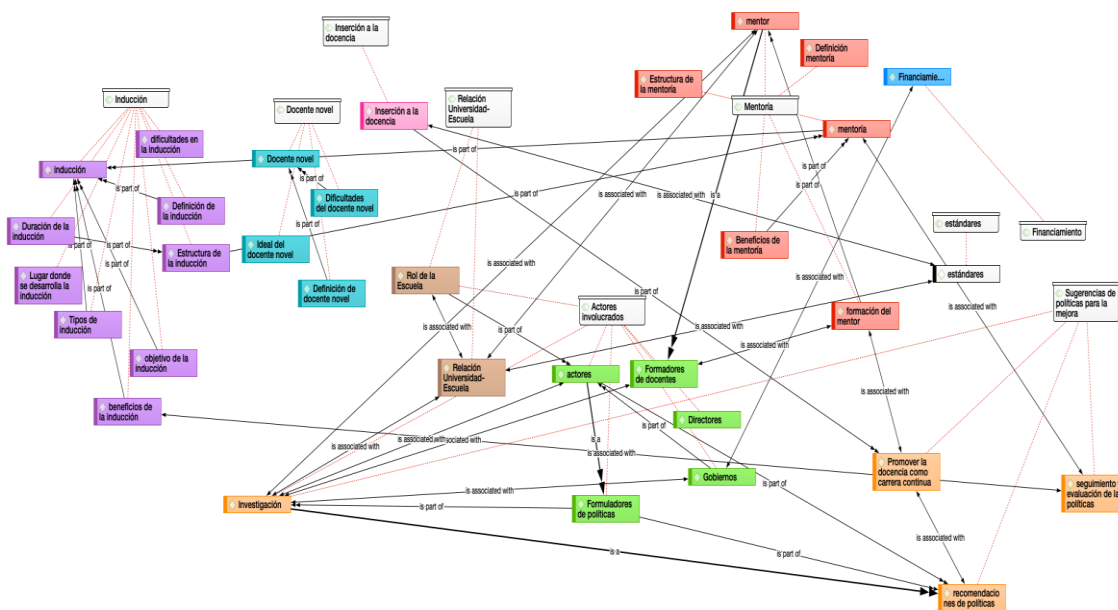 mentor
Inserción a la
docencia
Definición
mentoría
Financiamie...
Estructura de
la mentoría
Inducción
Relación
Universidad-
Escuela
Docente novel
Mentoría
Inserción a la
docencia
mentoría
dificultades en
la inducción
is part of
Docente novel
inducción
is part of
is part of
is part of
is associated with
is a
is part of
is part of
Dificultades
del docente novel
Definición de
la inducción
is part of
estándares
Duración de la
inducción
is part of
is part of
Estructura de
la inducción
Ideal del
docente novel
Beneficios de
la mentoría
Financiamiento
is associated with
Lugar donde
se desarrolla la
inducción
is part of
Rol de la
Escuela
estándares
Definición de
docente novel
is part of
Sugerencias de
políticas para la
mejora
Tipos de
inducción
Actores
Involucrados
formación del
mentor
is associated with
is associated with
is associated with
is part of
is associated with
objetivo de la
inducción
Relación
Universidad-
Escuela
actores
Formadores
de docentes
is associated with
beneficios de
la inducción
Directores
is part of
is associated with
is associated with
is associated with
is a
is associated with
Promover la
docencia como
carrera continua
Gobiernos
is part of
seguimiento y
evaluación de la
políticas
Investigación
is associated with
is part of
Formuladores
de políticas
is part of
is associated with
is a
recomendacio
nes de políticas